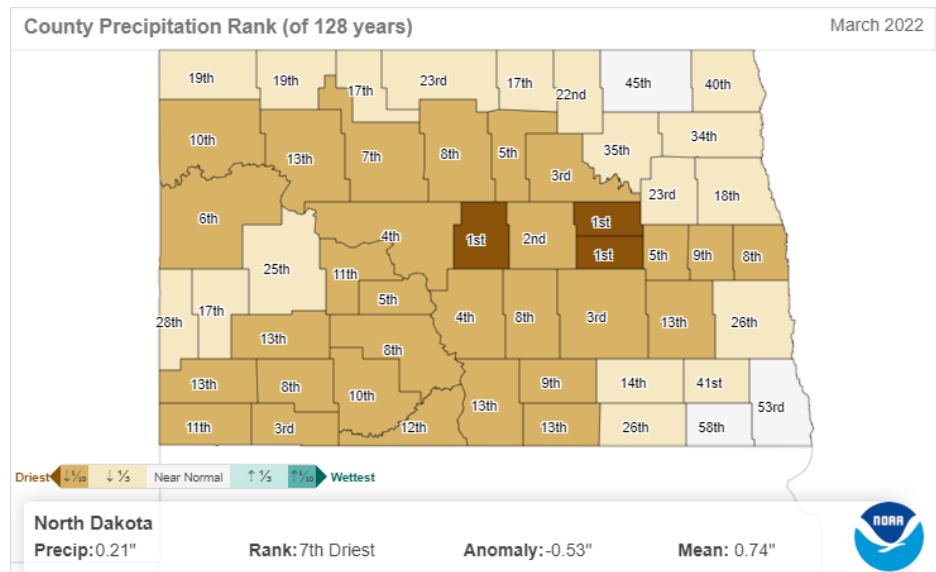 County Precipitation Rank (of 128 years) March 2022
19th 19th 17th 23rd 17th 22nd 45th 40th
10th 13th 7th 8th 5th 3rd 35th 34th
23rd 18th
6th 4th 1st 2nd 1st
1st 5th 9th 8th
25th 11th 5th
28th 17th 13th 4th 8th 3rd 13th 26th
8th
13th 8th 10th 13th 9th 14th 41st 53rd
11th 3rd 12th 13th 26th 58th
Driest ↓ 1/10 ↓ 1/3 Near Normal ↑ 1/3 ↑ 1/10 Wettest
North Dakota
Precip:0.21" Rank:7th Driest Anomaly:-0.53" Mean: 0.74"
NOAA